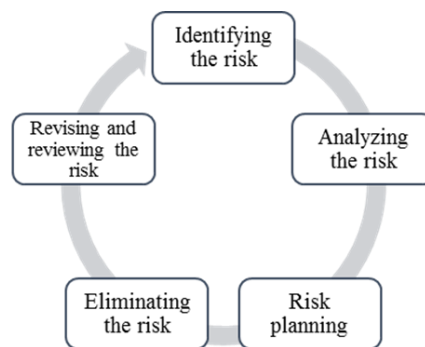 Identifying
the risk
Analyzing
the risk
Risk
planning
Eliminating
the risk
Revising and
reviewing the
risk